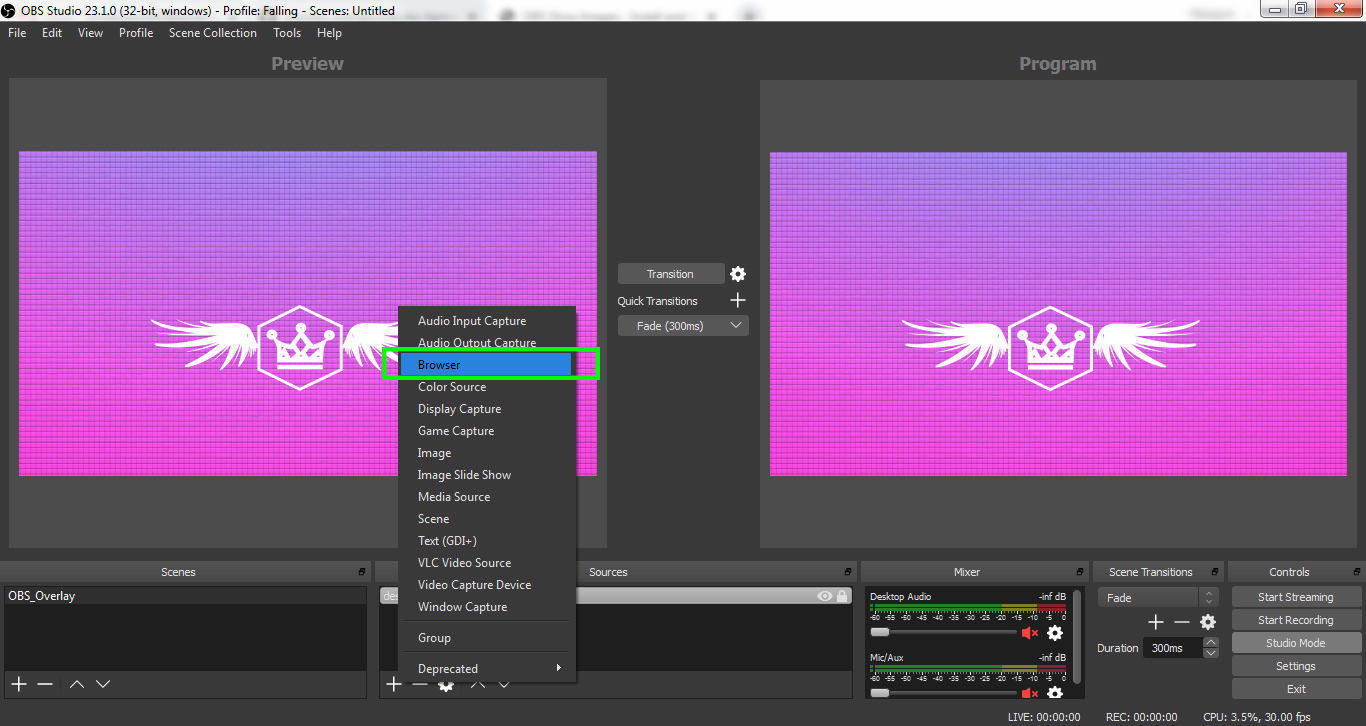 OBS Studio 23.1.0 (32-bit, windows) - Profile: Falling - Scenes: Untitled
File Edit View Profile Scene Collection Tools Help
Preview
Program
Transition
Quick Transitions
Fade (300ms)
Audio Input Capture
Audio Output Capture
Browser
Color Source
Display Capture
Game Capture
Image
Image Slide Show
Media Source
Scene
Text (GDI+)
VLC Video Source
Video Capture Device
Window Capture
Group
Deprecated
Scenes
OBS_Overlay
Sources
Mixer
Desktop Audio -inf dB
-60 -55 -50 -45 -40 -35 -30 -25 -20 -15 -10 -5 0
Mic/Aux -inf dB
-60 -55 -50 -45 -40 -35 -30 -25 -20 -15 -10 -5 0
Scene Transitions
Fade
Duration 300ms
Controls
Start Streaming
Start Recording
Studio Mode
Settings
Exit
LIVE: 00:00:00 REC: 00:00:00 CPU: 3.5%, 30.00 fps